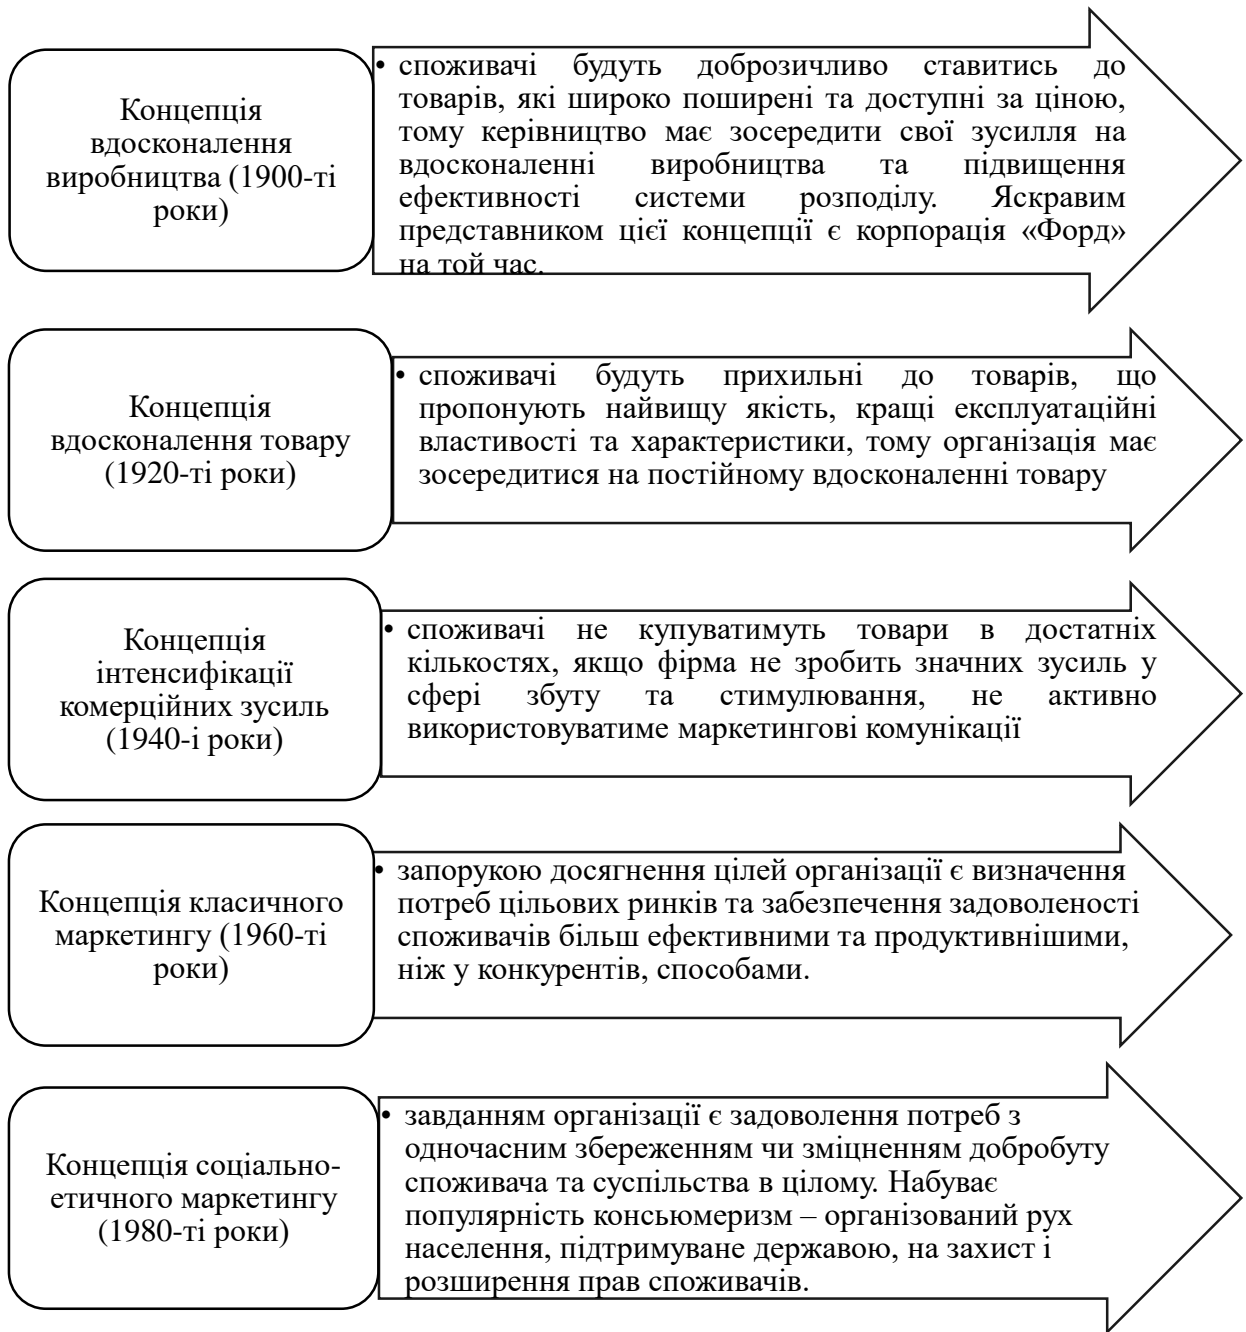 Концепція
вдосконалення
виробництва (1900-ті
роки)
• споживачі будуть доброзичливо ставитись до
товарів, які широко поширені та доступні за ціною,
тому керівництво має зосередити свої зусилля на
вдосконаленні виробництва та підвищення
ефективності системи розподілу. Яскравим
представником цієї концепції є корпорація «Форд»
на той час.
Концепція
вдосконалення товару
(1920-ті роки)
• споживачі будуть прихильні до товарів, що
пропонують найвищу якість, кращі експлуатаційні
властивості та характеристики, тому організація має
зосередитися на постійному вдосконаленні товару
Концепція
інтенсифікації
комерційних зусиль
(1940-і роки)
• споживачі не купуватимуть товари в достатніх
кількостях, якщо фірма не зробить значних зусиль у
сфері збуту та стимулювання, не активно
використовуватиме маркетингові комунікації
Концепція класичного
маркетингу (1960-ті
роки)
• запорукою досягнення цілей організації є визначення
потреб цільових ринків та забезпечення задоволеності
споживачів більш ефективними та продуктивнішими,
ніж у конкурентів, способами.
Концепція соціально-
етичного маркетингу
(1980-ті роки)
• завданням організації є задоволення потреб з
одночасним збереженням чи зміцненням добробуту
споживача та суспільства в цілому. Набуває
популярність консьюмеризм – організований рух
населення, підтримуване державою, на захист і
розширення прав споживачів.